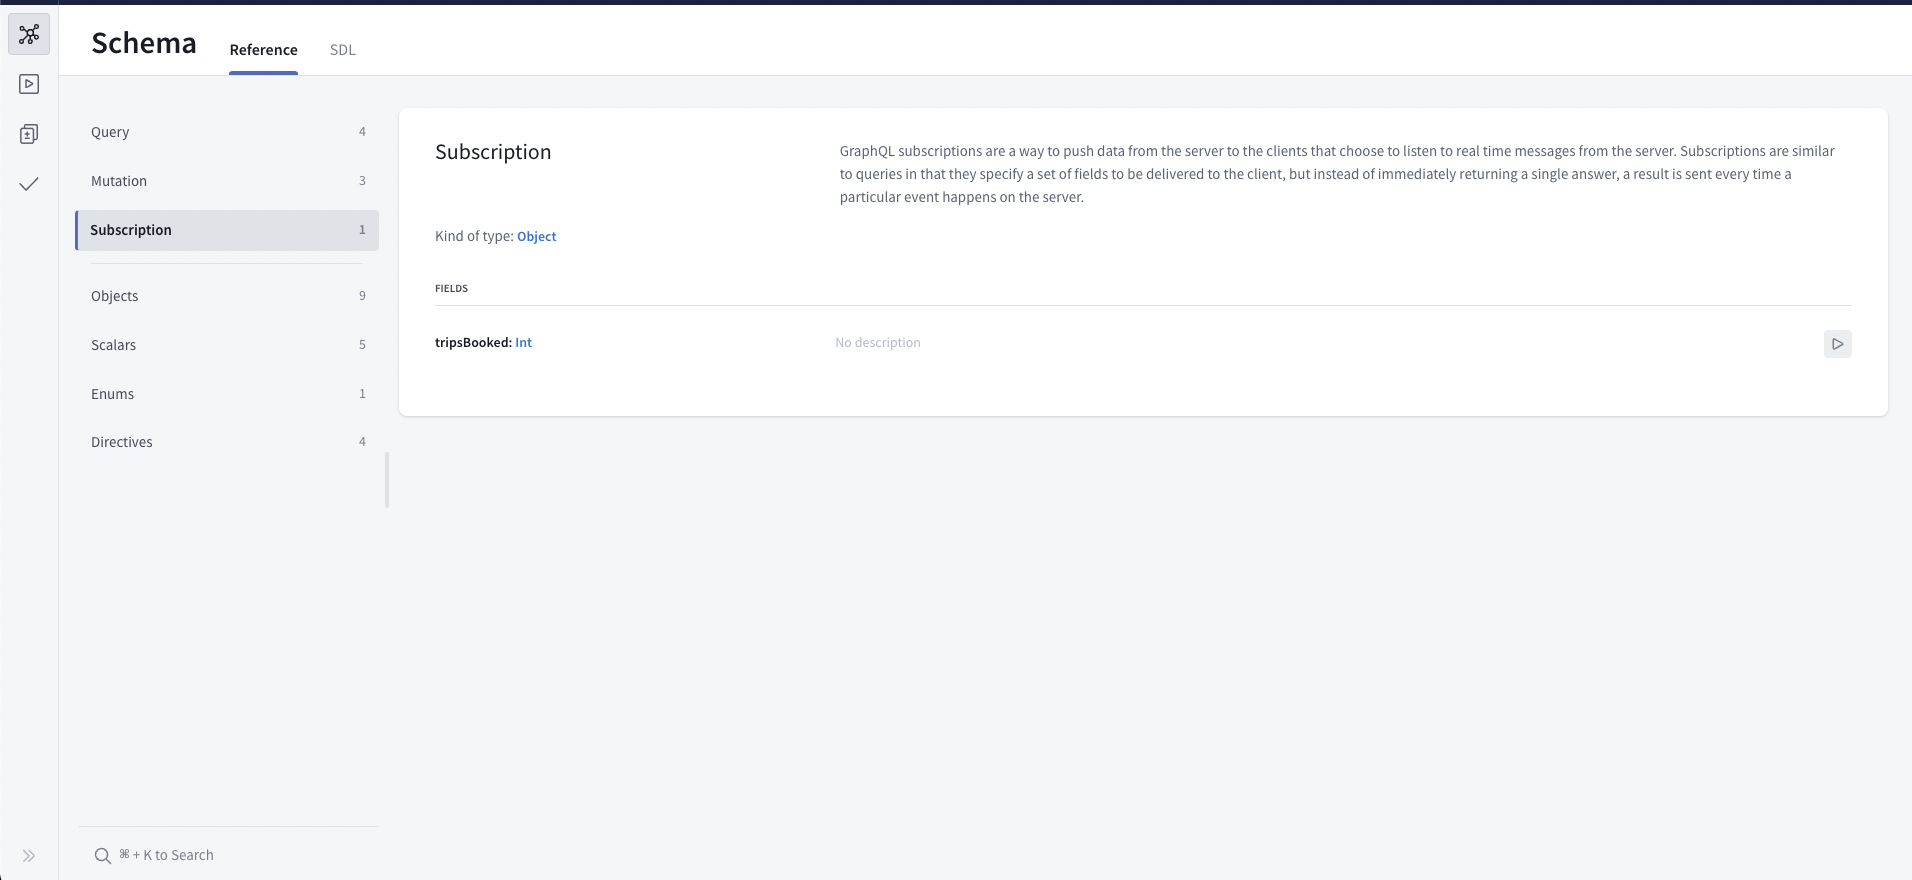 Schema
Reference
SDL
Query 4
Mutation 3
Subscription 1
Objects 9
Scalars 5
Enums 1
Directives 4
⌘ + K to Search
Subscription
GraphQL subscriptions are a way to push data from the server to the clients that choose to listen to real time messages from the server. Subscriptions are similar
to queries in that they specify a set of fields to be delivered to the client, but instead of immediately returning a single answer, a result is sent every time a
particular event happens on the server.
Kind of type: Object
FIELDS
tripsBooked: Int
No description